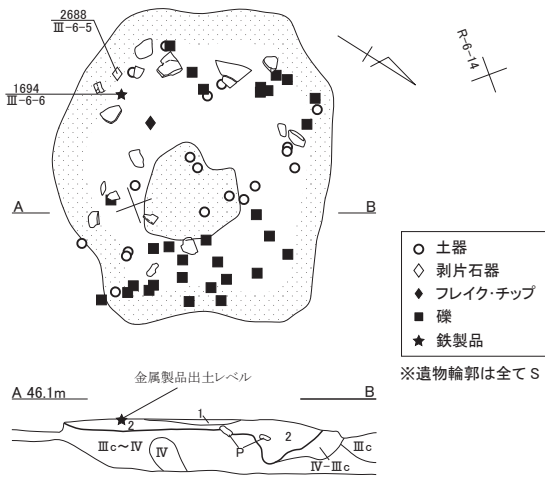 2688
Ⅲ-6-5
1694
Ⅲ-6-6
R-6-14
A
B
○ 土器
◇ 剥片石器
◆ フレイク・チップ
■ 礫
★ 鉄製品
※遺物輪郭は全て S
金属製品出土レベル
A 46.1m
B
1
2
Ⅲc～Ⅳ
Ⅳ
P
2
Ⅳ-Ⅲc
Ⅲc